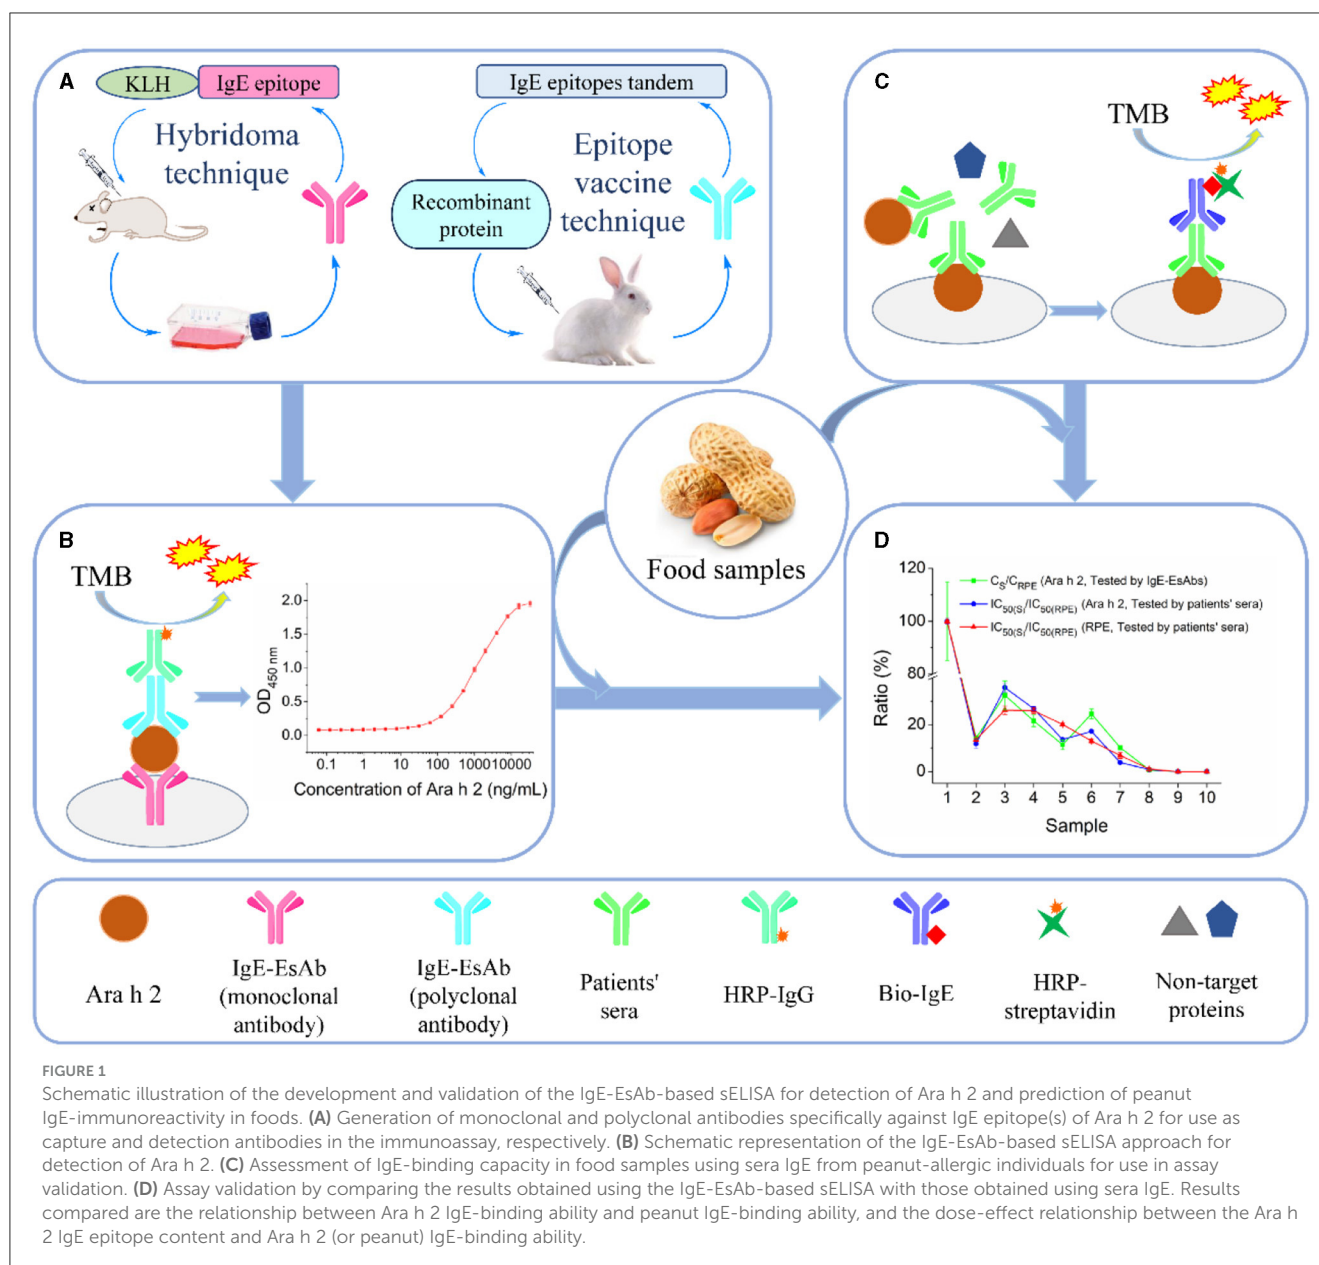 A
KLH
IgE epitope
Hybridoma
technique
IgE epitopes tandem
Recombinant
protein
Epitope
vaccine
technique
C
TMB
Food samples
B
TMB
OD450 nm
2.0
1.5
1.0
0.5
0.0
0.1
1
10
100
1000
10000
Concentration of Ara h 2 (ng/mL)
D
CS/CRPE (Ara h 2, Tested by IgE-EsAbs)
IC50(S)/IC50(RPE) (Ara h 2, Tested by patients' sera)
IC50(S)/IC50(RPE) (RPE, Tested by patients' sera)
Ratio (%)
120
100
80
20
0
1 2 3 4 5 6 7 8 9 10
Sample
Ara h 2
IgE-EsAb
(monoclonal
antibody)
IgE-EsAb
(polyclonal
antibody)
Patients'
sera
HRP-IgG
Bio-IgE
HRP-
streptavidin
Non-target
proteins
FIGURE 1
Schematic illustration of the development and validation of the IgE-EsAb-based sELISA for detection of Ara h 2 and prediction of peanut
IgE-immunoreactivity in foods. (A) Generation of monoclonal and polyclonal antibodies specifically against IgE epitope(s) of Ara h 2 for use as
capture and detection antibodies in the immunoassay, respectively. (B) Schematic representation of the IgE-EsAb-based sELISA approach for
detection of Ara h 2. (C) Assessment of IgE-binding capacity in food samples using sera IgE from peanut-allergic individuals for use in assay
validation. (D) Assay validation by comparing the results obtained using the IgE-EsAb-based sELISA with those obtained using sera IgE. Results
compared are the relationship between Ara h 2 IgE-binding ability and peanut IgE-binding ability, and the dose-effect relationship between the Ara h
2 IgE epitope content and Ara h 2 (or peanut) IgE-binding ability.